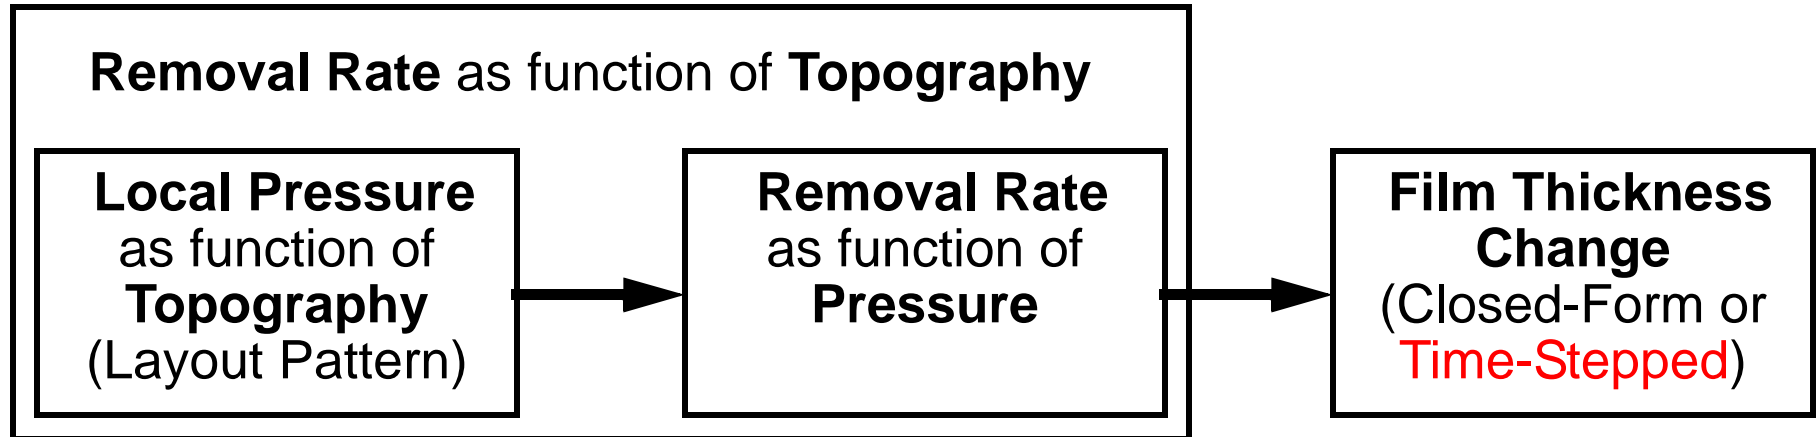 Removal Rate as function of Topography
Local Pressure
as function of
Topography
(Layout Pattern)
Removal Rate
as function of
Pressure
Film Thickness
Change
(Closed-Form or
Time-Stepped)